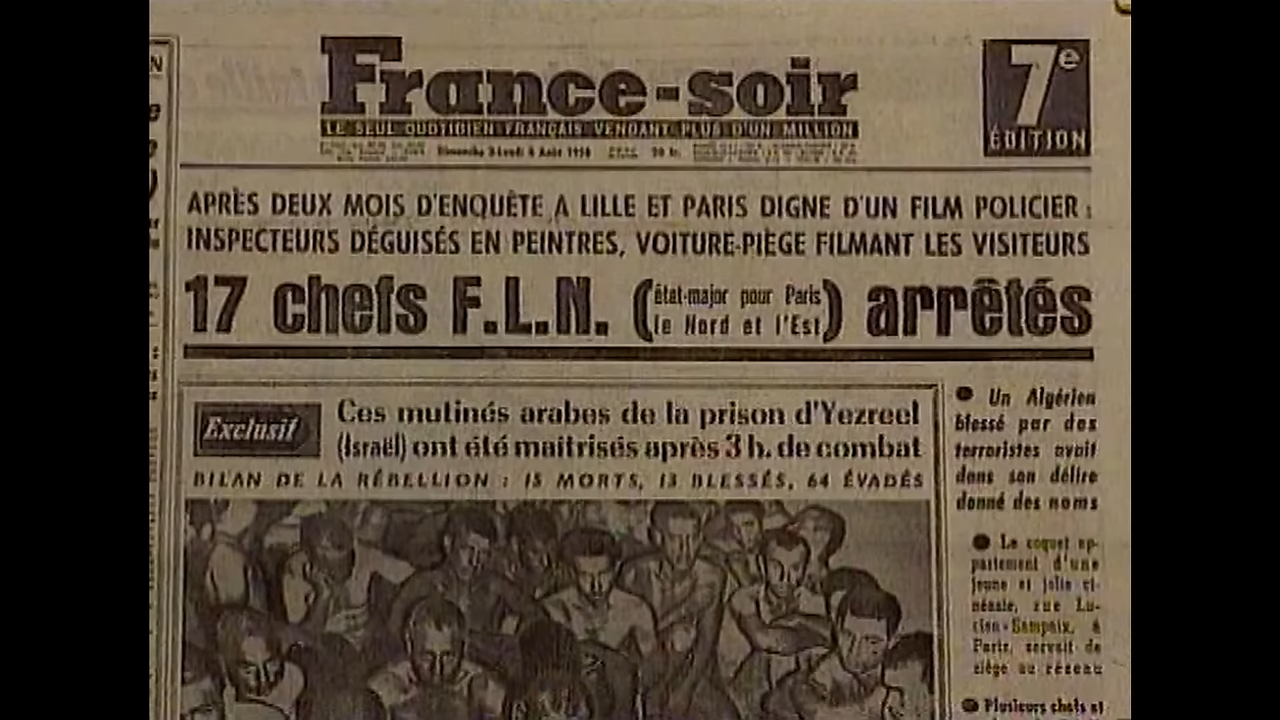 France-soir
LE SEUL QUOTIDIEN FRANÇAIS VENDANT PLUS D'UN MILLION
7e
ÉDITION
APRÈS DEUX MOIS D'ENQUÊTE A LILLE ET PARIS DIGNE D'UN FILM POLICIER :
INSPECTEURS DÉGUISÉS EN PEINTRES, VOITURE-PIÈGE FILMANT LES VISITEURS
17 chefs F.L.N. (état-major pour Paris
le Nord et l'Est) arrêtés
Exclusif
Ces mutinés arabes de la prison d'Yezreel
(Israël) ont été maîtrisés après 3 h. de combat
BILAN DE LA RÉBELLION : 15 MORTS, 13 BLESSÉS, 64 ÉVADÉS
Un Algérien
blessé par des
terroristes avait
dans son délire
donné des noms
Le coquet ap-
partement d'une
jeune et jolie ci-
néaste, rue Lu-
cien-Sampaix, à
Paris, servait de
siège au réseau
Plusieurs chefs et